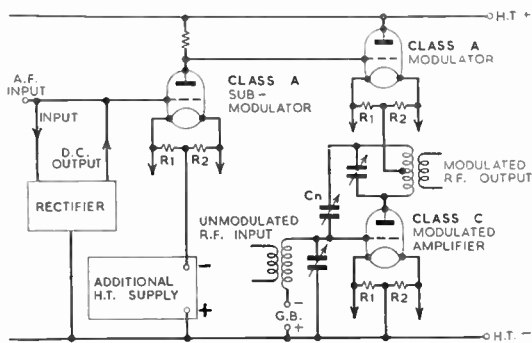 H.T +
CLASS A
SUB-
MODULATOR
CLASS A
MODULATOR
A.F.
INPUT
INPUT
D.C.
OUTPUT
RECTIFIER
R1
R2
R1
R2
MODULATED
R.F. OUTPUT
Cn
UNMODULATED
R.F. INPUT
CLASS C
MODULATED
AMPLIFIER
ADDITIONAL
H.T. SUPPLY
-
+
-
G.B.
+
R1
R2
H.T. -